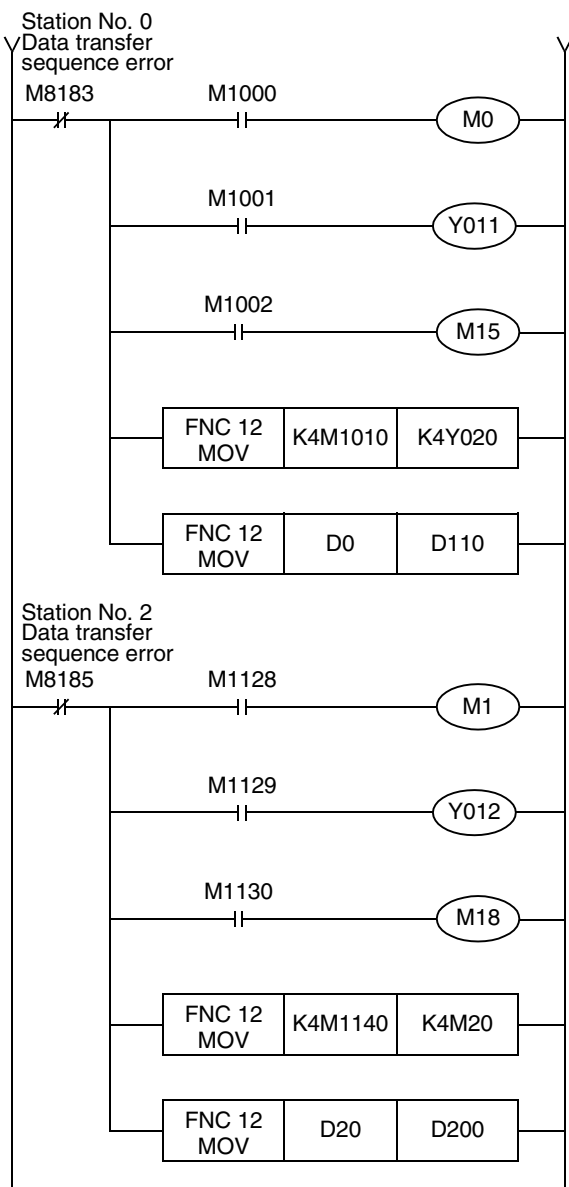 Station No. 0
Data transfer
sequence error
M8183 M1000
M0
M1001
Y011
M1002
M15
FNC 12
MOV K4M1010 K4Y020
FNC 12
MOV D0 D110
Station No. 2
Data transfer
sequence error
M8185 M1128
M1
M1129
Y012
M1130
M18
FNC 12
MOV K4M1140 K4M20
FNC 12
MOV D20 D200